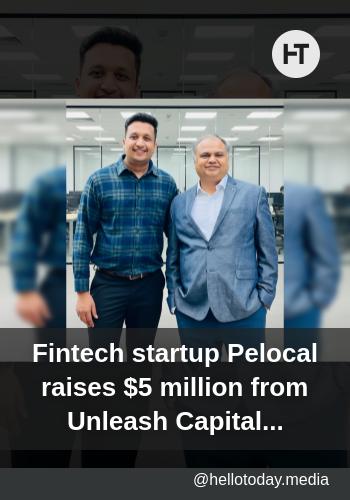 HT
Fintech startup Pelocal
raises $5 million from
Unleash Capital...
@hellotoday.media